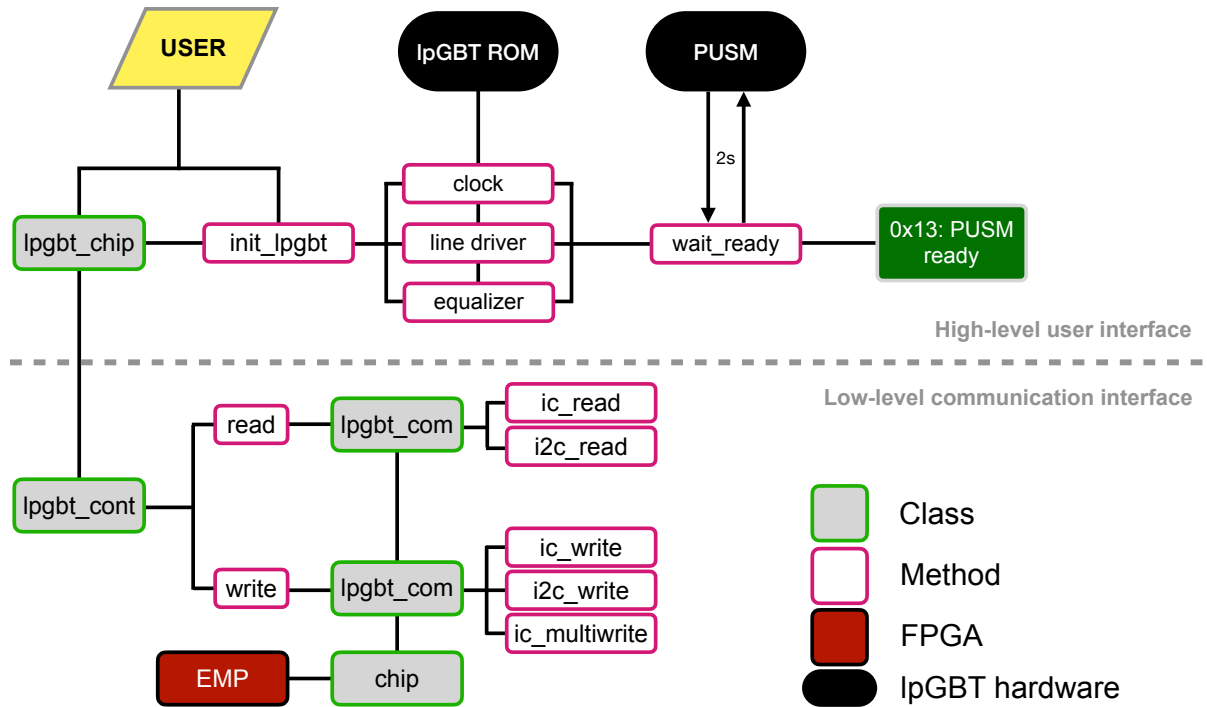 USER
lpGBT ROM
PUSM
2s
clock
lpgbt_chip
init_lpgbt
line driver
wait_ready
0x13: PUSM
ready
equalizer
High-level user interface
Low-level communication interface
ic_read
read
lpgbt_com
i2c_read
lpgbt_cont
Class
ic_write
write
lpgbt_com
i2c_write
Method
ic_multiwrite
FPGA
EMP
chip
lpGBT hardware